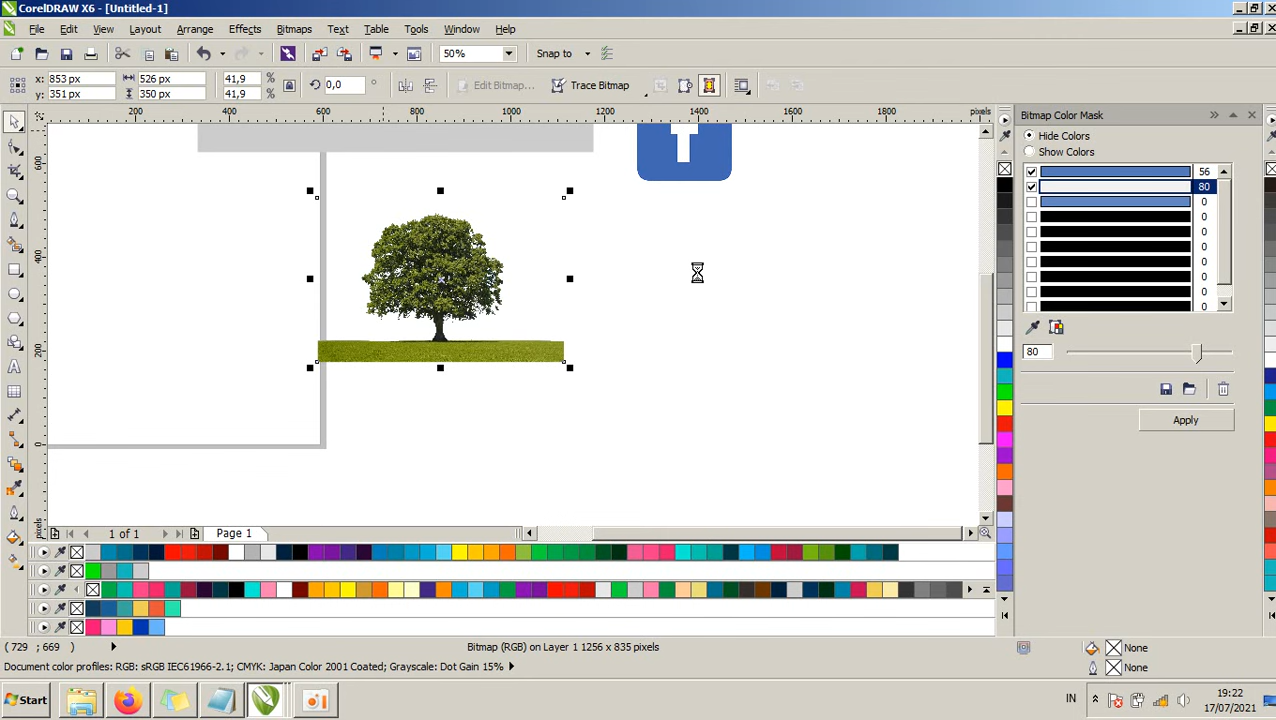 CorelDRAW X6 - [Untitled-1]
File Edit View Layout Arrange Effects Bitmaps Text Table Tools Window Help
50% Snap to
x: 853 px 526 px 41,9 % 0,0 ° Edit Bitmap... Trace Bitmap
y: 351 px 350 px 41,9 %
200 400 600 800 1000 1200 1400 1600 1800 pixels
600
400
200
0
pixels
Bitmap Color Mask
Hide Colors
Show Colors
56
80
0
0
0
0
0
0
0
0
80
Apply
1 of 1 Page 1
( 729 ; 669 ) Bitmap (RGB) on Layer 1 1256 x 835 pixels None
Document color profiles: RGB: sRGB IEC61966-2.1; CMYK: Japan Color 2001 Coated; Grayscale: Dot Gain 15% None
Start IN 19:22
17/07/2021